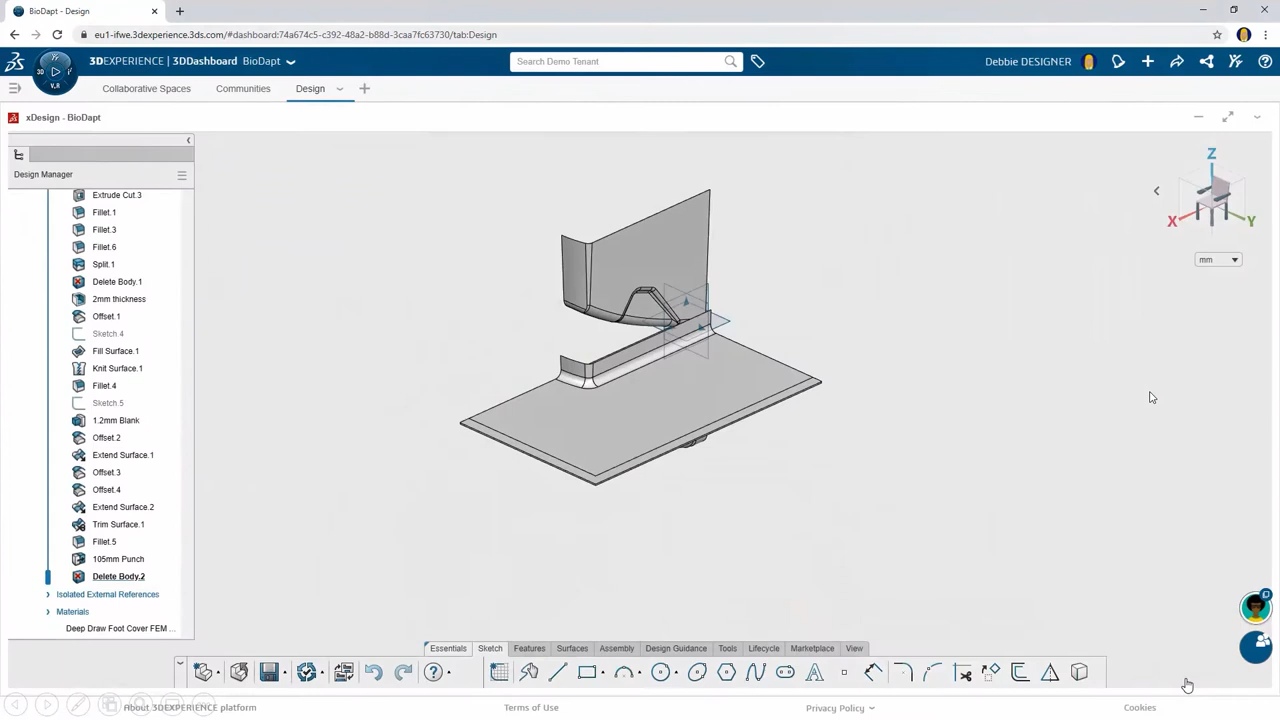 BioDapt - Design
eu1-ifwe.3dexperience.3ds.com/#dashboard:74a674c5-c392-48a2-b88d-3caa7fc63730/tab:Design
3D
V.R
3DEXPERIENCE | 3DDashboard BioDapt
Search Demo Tenant
Debbie DESIGNER
Collaborative Spaces
Communities
Design
xDesign - BioDapt
Design Manager
Extrude Cut.3
Fillet.1
Fillet.3
Fillet.6
Split.1
Delete Body.1
2mm thickness
Offset.1
Sketch.4
Fill Surface.1
Knit Surface.1
Fillet.4
Sketch.5
1.2mm Blank
Offset.2
Extend Surface.1
Offset.3
Offset.4
Extend Surface.2
Trim Surface.1
Fillet.5
105mm Punch
Delete Body.2
Isolated External References
Materials
Deep Draw Foot Cover FEM ...
Z
X
Y
mm
Essentials
Sketch
Features
Surfaces
Assembly
Design Guidance
Tools
Lifecycle
Marketplace
View
About 3DEXPERIENCE platform
Terms of Use
Privacy Policy
Cookies